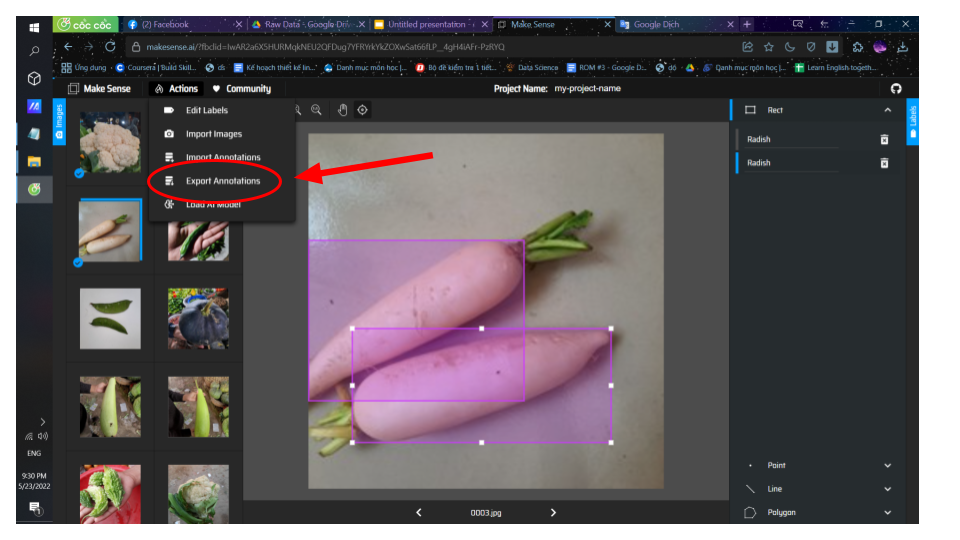 cốc cốc
(2) Facebook
Raw Data - Google Dri
Untitled presentation -
Make Sense
Google Dịch
makesense.ai/?fbclid=IwAR2a6X5HURMqkNEU2QFDug7YFRYkYkZOXwSat66fLP__4gH4iAFr-PzRYQ
Ứng dụng
Coursera | Build Skill...
ds
Kế hoạch thiết kế lin...
Danh mục môn học |...
Bộ đề kiểm tra 1 tiết...
Data Science
ROM #3 - Google D...
dó
Danh mục môn học |...
Learn English togeth...
Make Sense
Actions
Community
Project Name: my-project-name
Images
Edit Labels
Import Images
Import Annotations
Export Annotations
Load AI Model
Labels
Rect
Radish
Radish
Point
Line
Polygon
0003.jpg
ENG
9:30 PM
5/23/2022